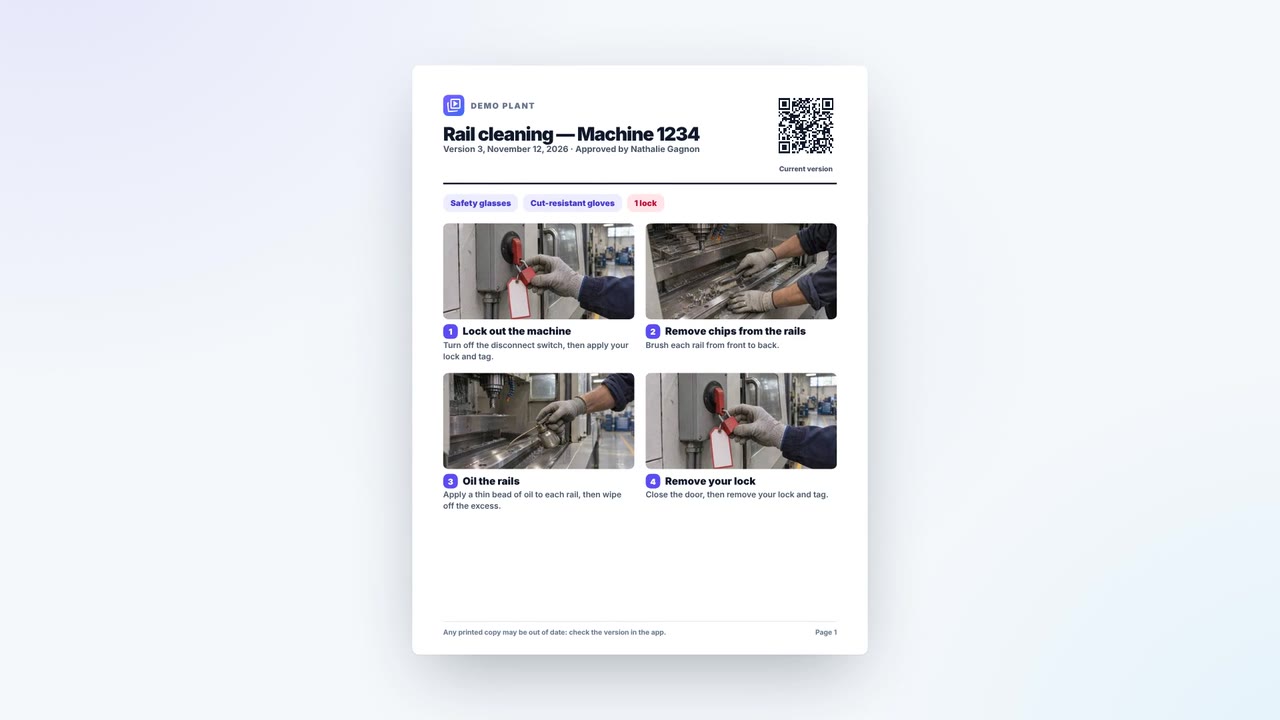 DEMO PLANT
Rail cleaning — Machine 1234
Version 3, November 12, 2026 · Approved by Nathalie Gagnon
Current version
Safety glasses
Cut-resistant gloves
1 lock
1 Lock out the machine
Turn off the disconnect switch, then apply your
lock and tag.
2 Remove chips from the rails
Brush each rail from front to back.
3 Oil the rails
Apply a thin bead of oil to each rail, then wipe
off the excess.
4 Remove your lock
Close the door, then remove your lock and tag.
Any printed copy may be out of date: check the version in the app.
Page 1